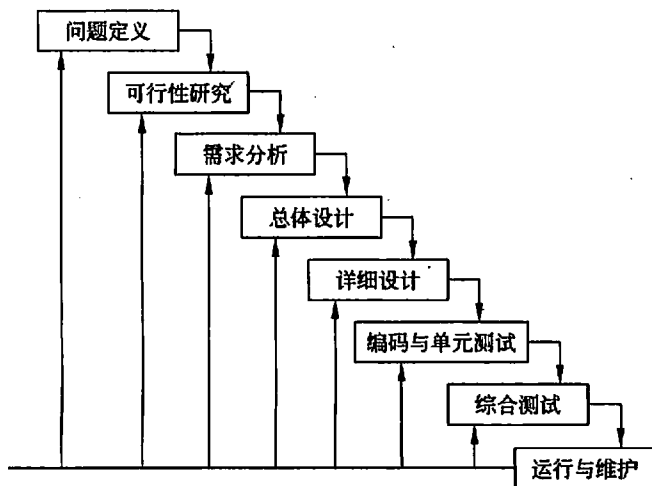 问题定义
可行性研究
需求分析
总体设计
详细设计
编码与单元测试
综合测试
运行与维护